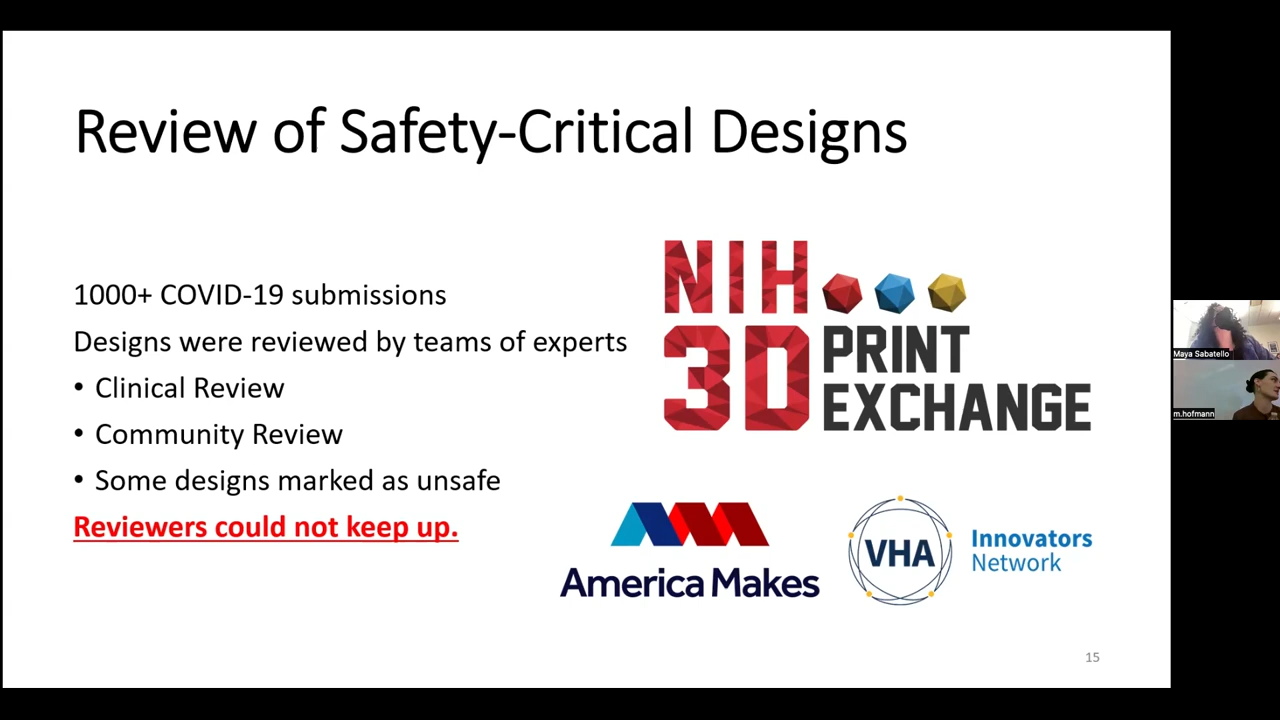 Review of Safety-Critical Designs
1000+ COVID-19 submissions
Designs were reviewed by teams of experts
• Clinical Review
• Community Review
• Some designs marked as unsafe
Reviewers could not keep up.
NIH
3D PRINT
EXCHANGE
America Makes
VHA
Innovators
Network
15
Maya Sabatello
m.hofmann